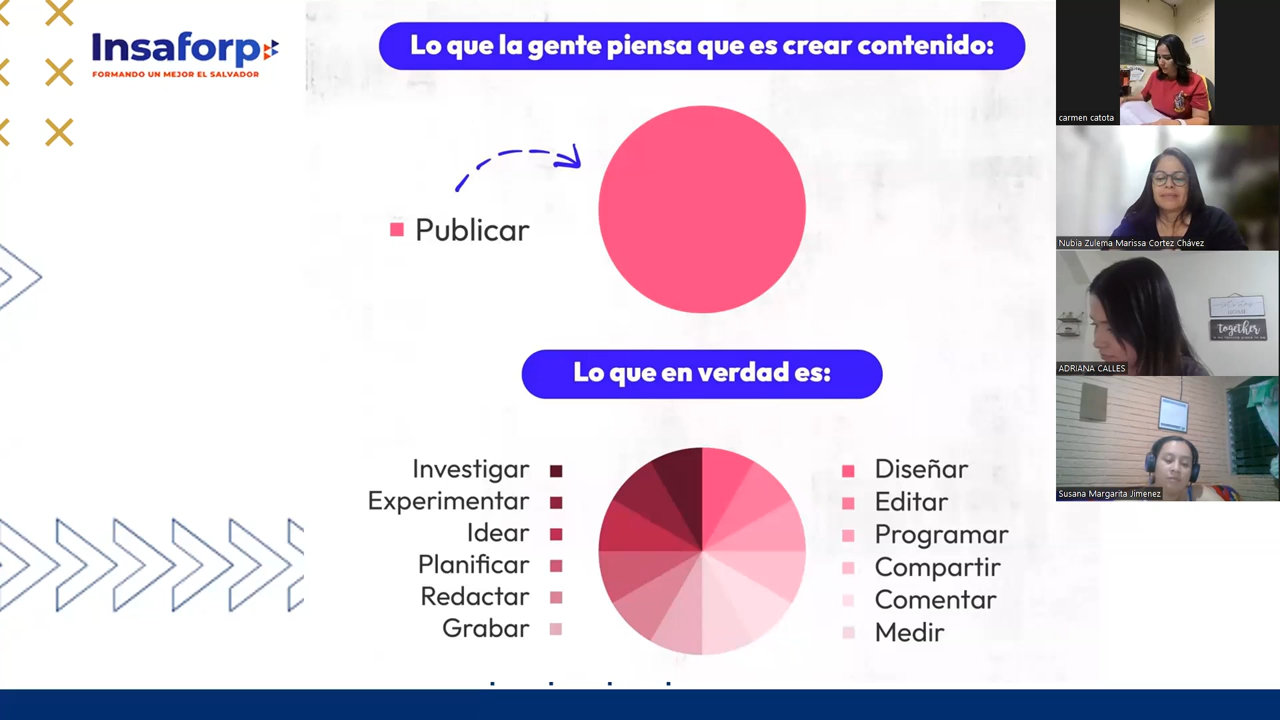 Insaforp
FORMANDO UN MEJOR EL SALVADOR
Lo que la gente piensa que es crear contenido:
Publicar
Lo que en verdad es:
Investigar
Experimentar
Idear
Planificar
Redactar
Grabar
Diseñar
Editar
Programar
Compartir
Comentar
Medir
carmen catota
Nubia Zulema Marissa Cortez Chávez
together
ADRIANA CALLES
Susana Margarita Jimenez